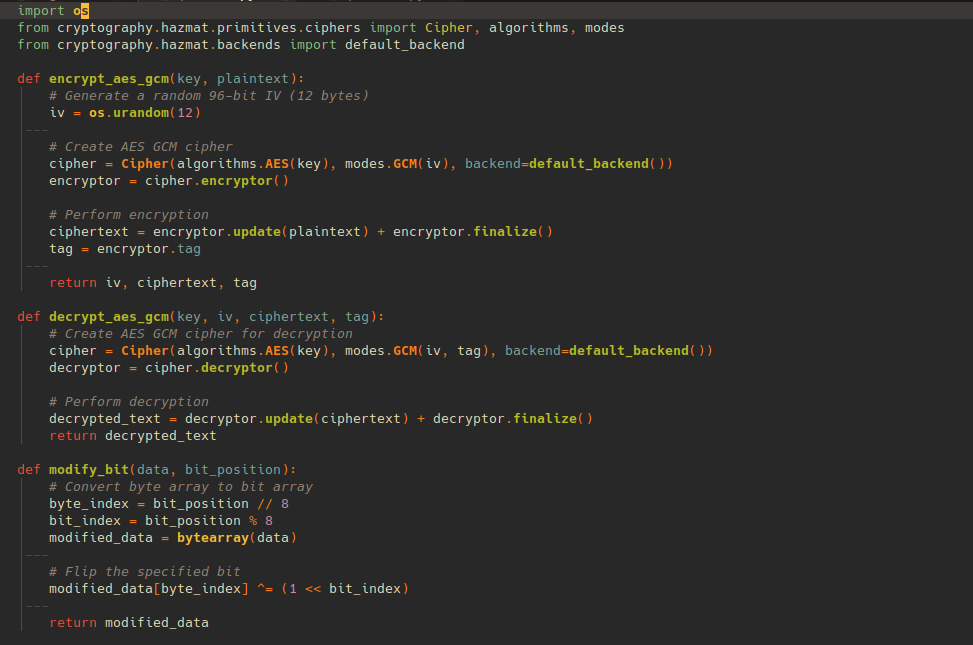 import os
from cryptography.hazmat.primitives.ciphers import Cipher, algorithms, modes
from cryptography.hazmat.backends import default_backend

def encrypt_aes_gcm(key, plaintext):
    # Generate a random 96-bit IV (12 bytes)
    iv = os.urandom(12)
---
    # Create AES GCM cipher
    cipher = Cipher(algorithms.AES(key), modes.GCM(iv), backend=default_backend())
    encryptor = cipher.encryptor()

    # Perform encryption
    ciphertext = encryptor.update(plaintext) + encryptor.finalize()
    tag = encryptor.tag
---
    return iv, ciphertext, tag

def decrypt_aes_gcm(key, iv, ciphertext, tag):
    # Create AES GCM cipher for decryption
    cipher = Cipher(algorithms.AES(key), modes.GCM(iv, tag), backend=default_backend())
    decryptor = cipher.decryptor()

    # Perform decryption
    decrypted_text = decryptor.update(ciphertext) + decryptor.finalize()
    return decrypted_text

def modify_bit(data, bit_position):
    # Convert byte array to bit array
    byte_index = bit_position // 8
    bit_index = bit_position % 8
    modified_data = bytearray(data)
---
    # Flip the specified bit
    modified_data[byte_index] ^= (1 << bit_index)
---
    return modified_data